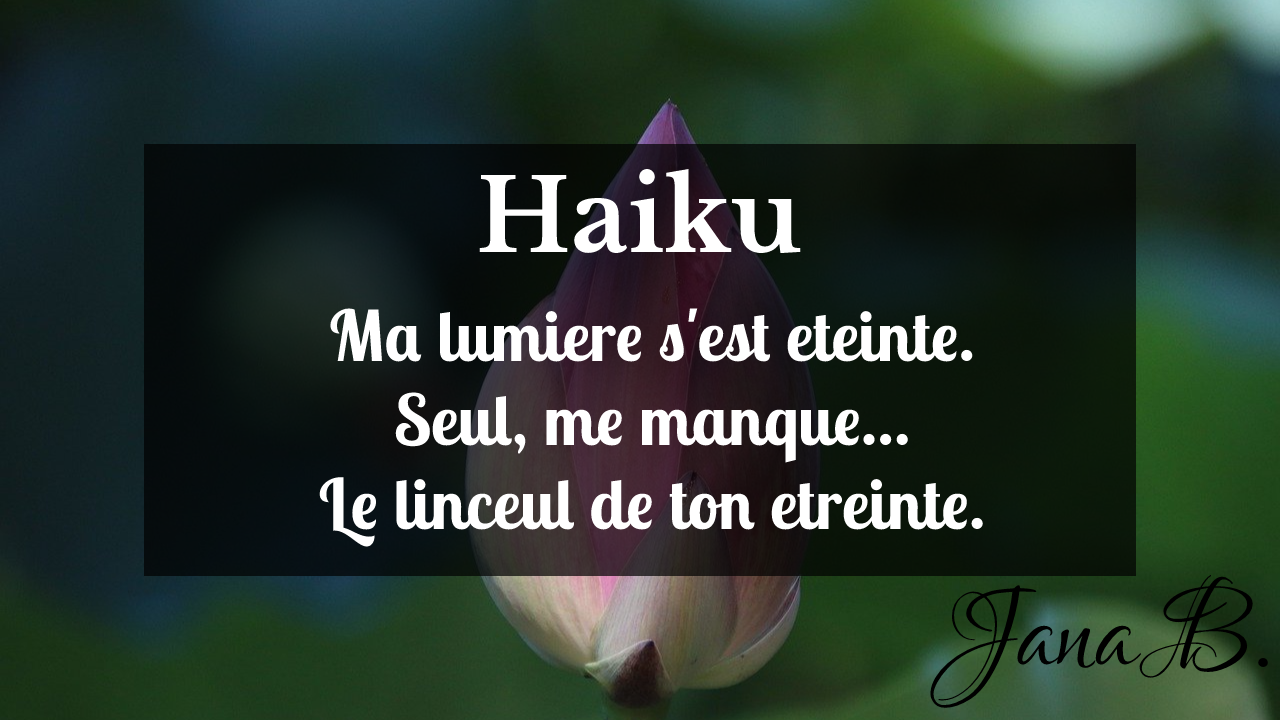 Haiku
Ma lumiere s'est eteinte.
Seul, me manque...
Le linceul de ton etreinte.
Jana B.